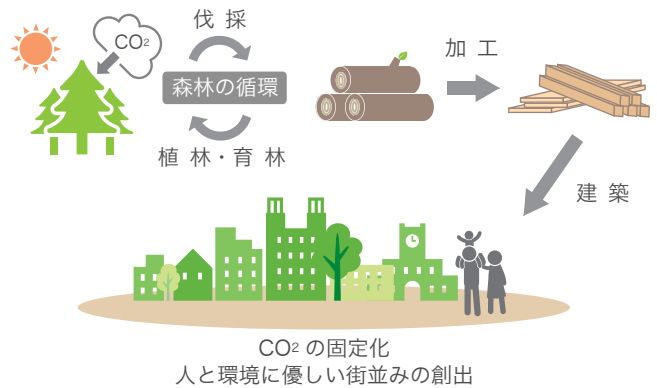 伐採
CO2
森林の循環
植林・育林
加工
建築
CO2 の固定化
人と環境に優しい街並みの創出